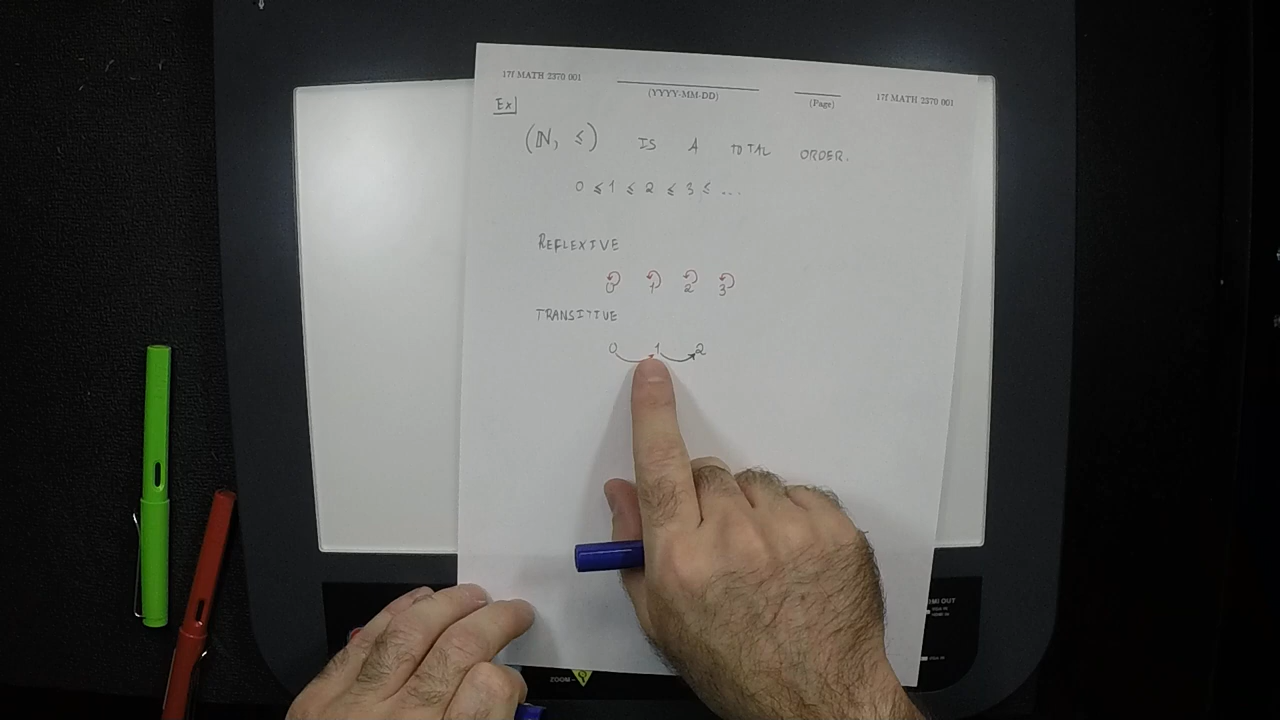 17f MATH 2370 001
(YYYY-MM-DD)
(Page)
17f MATH 2370 001
Ex
(ℕ, ≤) IS A TOTAL ORDER.
0 ≤ 1 ≤ 2 ≤ 3 ≤ ...
REFLEXIVE
0 1 2 3
TRANSITIVE
0 1 2
ZOOM